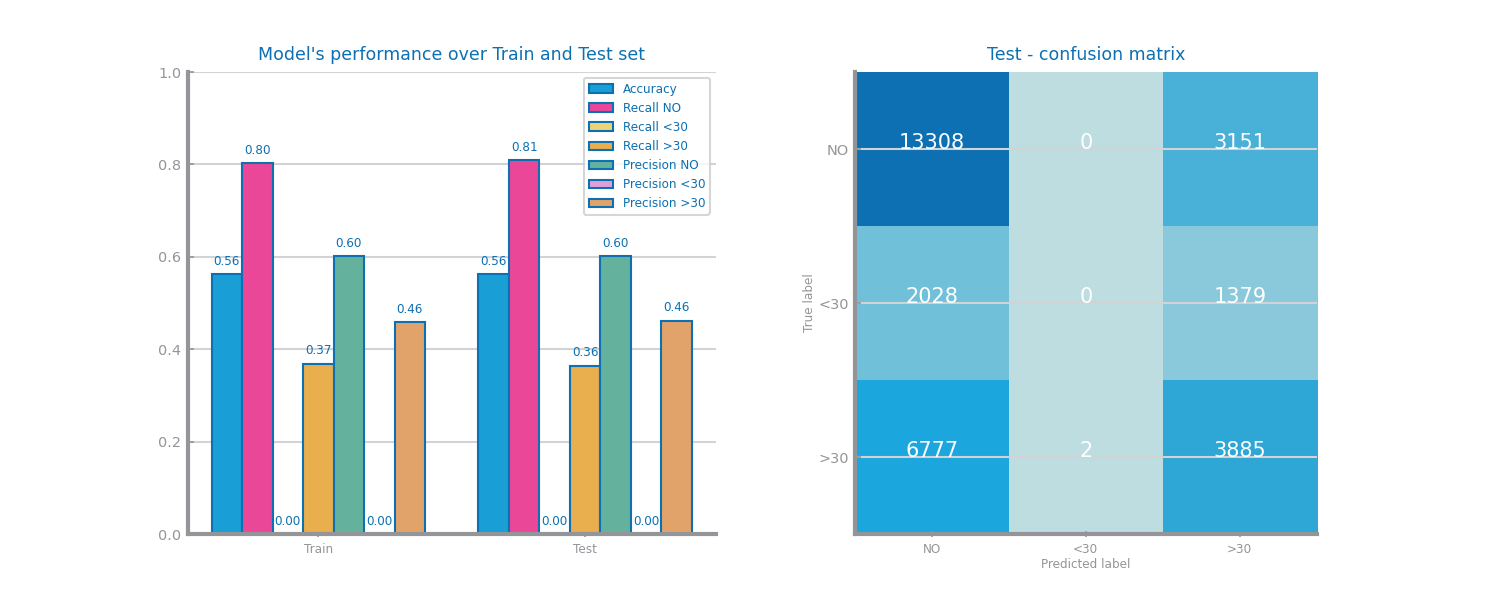 Model's performance over Train and Test set
1.0
0.8
0.6
0.4
0.2
0.0
0.56
0.80
0.00
0.37
0.60
0.00
0.46
0.56
0.81
0.00
0.36
0.60
0.00
0.46
Train
Test
Accuracy
Recall NO
Recall <30
Recall >30
Precision NO
Precision <30
Precision >30
Test - confusion matrix
True label
NO
13308 0 3151
<30
2028 0 1379
>30
6777 2 3885
NO <30 >30
Predicted label